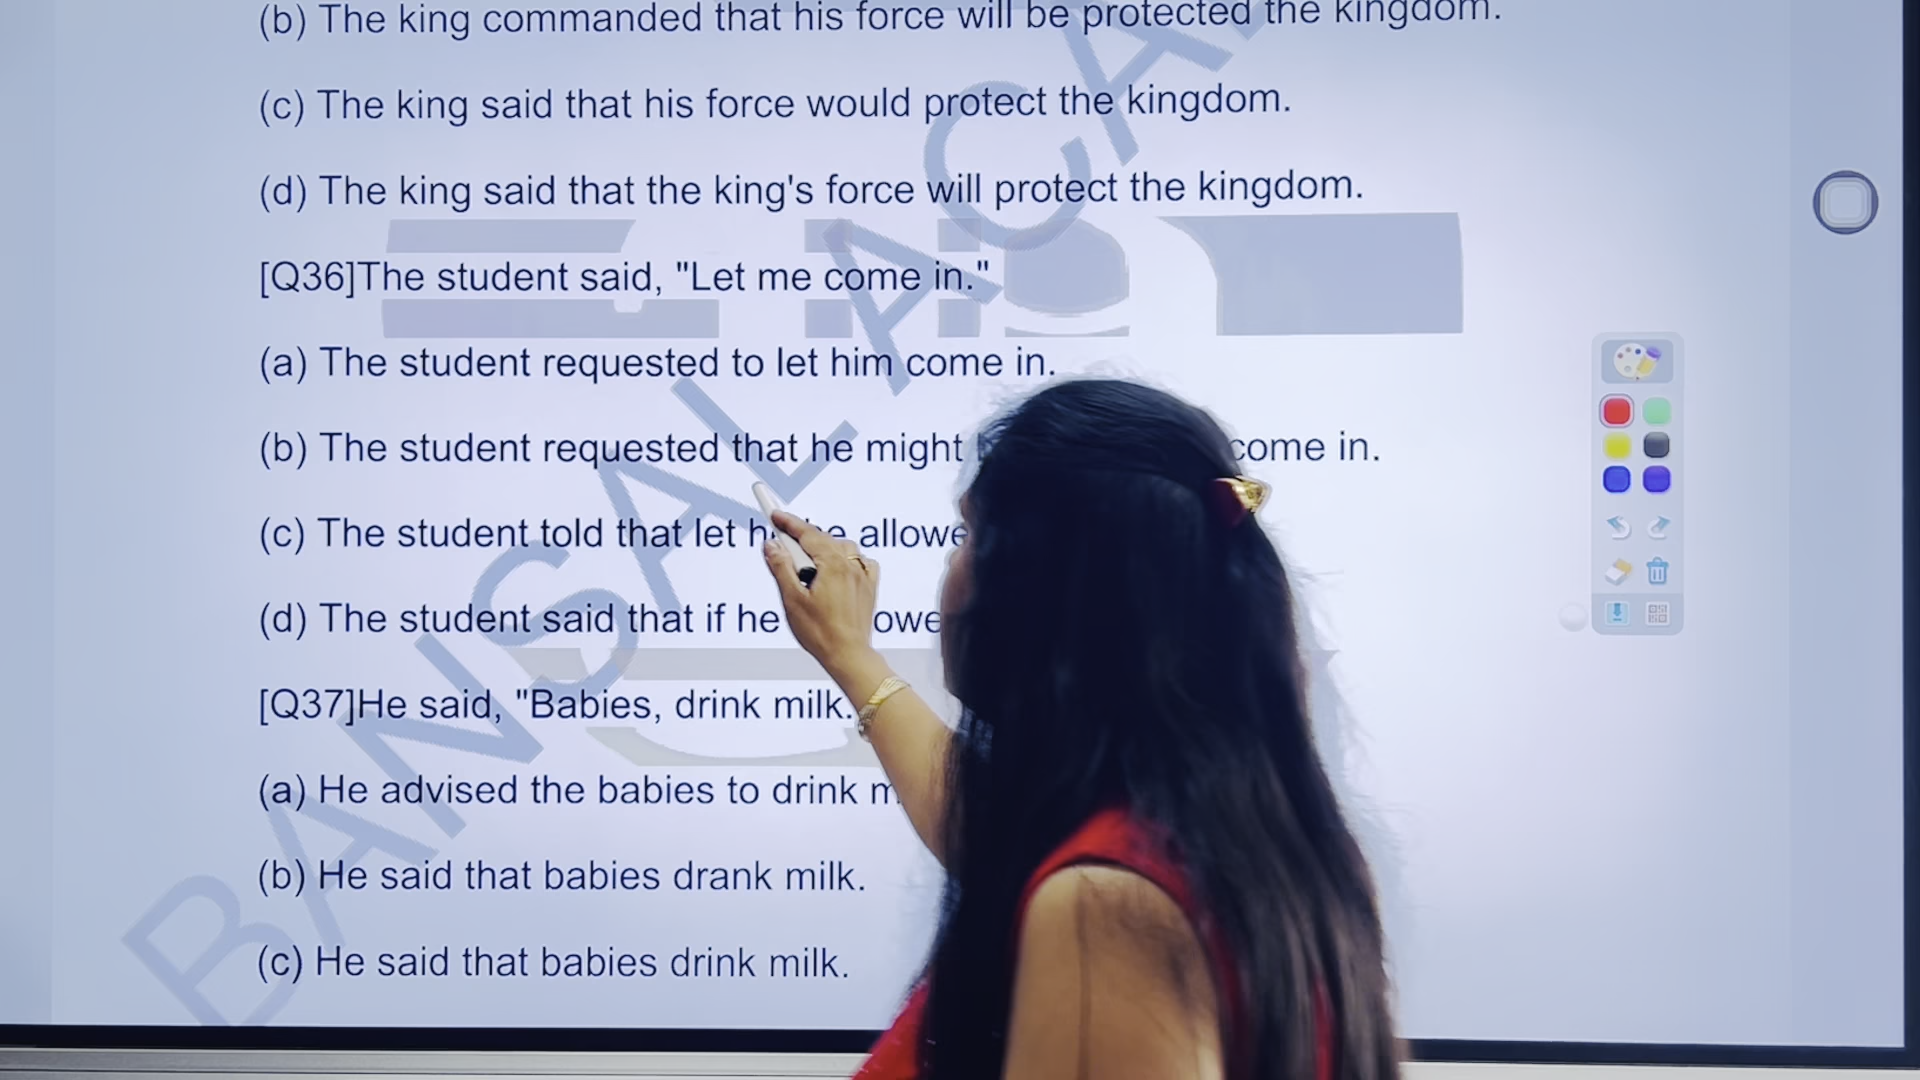 (b) The king commanded that his force will be protected the kingdom.
(c) The king said that his force would protect the kingdom.
(d) The king said that the king's force will protect the kingdom.
[Q36]The student said, "Let me come in."
(a) The student requested to let him come in.
(b) The student requested that he might come in.
(c) The student told that let
(d) The student said that if he
[Q37]He said, "Babies, drink milk.
(a) He advised the babies to drink
(b) He said that babies drank milk.
(c) He said that babies drink milk.
BANSAL ACA